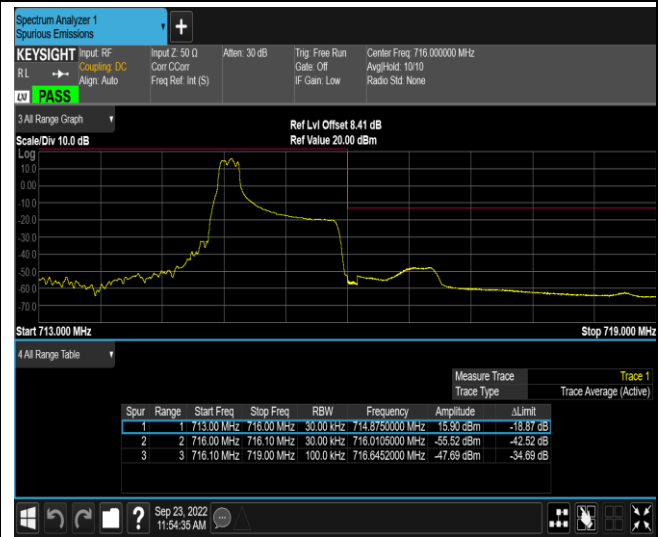 Spectrum Analyzer 1
Spurious Emissions
+
KEYSIGHT Input: RF Input Z: 50 Ω Atten: 30 dB Trig: Free Run Center Freq: 716.000000 MHz
RL Coupling: DC Corr CCorr Gate: Off Avg|Hold: 10/10
Align: Auto Freq Ref: Int (S) IF Gain: Low Radio Std: None
LXI PASS
3 All Range Graph
Ref Lvl Offset 8.41 dB
Scale/Div 10.0 dB Ref Value 20.00 dBm
Log
10.0
0.00
-10.0
-20.0
-30.0
-40.0
-50.0
-60.0
-70.0
Start 713.000 MHz Stop 719.000 MHz
4 All Range Table
Measure Trace Trace 1
Trace Type Trace Average (Active)
Spur Range Start Freq Stop Freq RBW Frequency Amplitude ΔLimit
1 1 713.00 MHz 716.00 MHz 30.00 kHz 714.8750000 MHz 15.90 dBm -18.87 dB
2 2 716.00 MHz 716.10 MHz 30.00 kHz 716.0105000 MHz -55.52 dBm -42.52 dB
3 3 716.10 MHz 719.00 MHz 100.0 kHz 716.6452000 MHz -47.69 dBm -34.69 dB
? Sep 23, 2022
11:54:35 AM